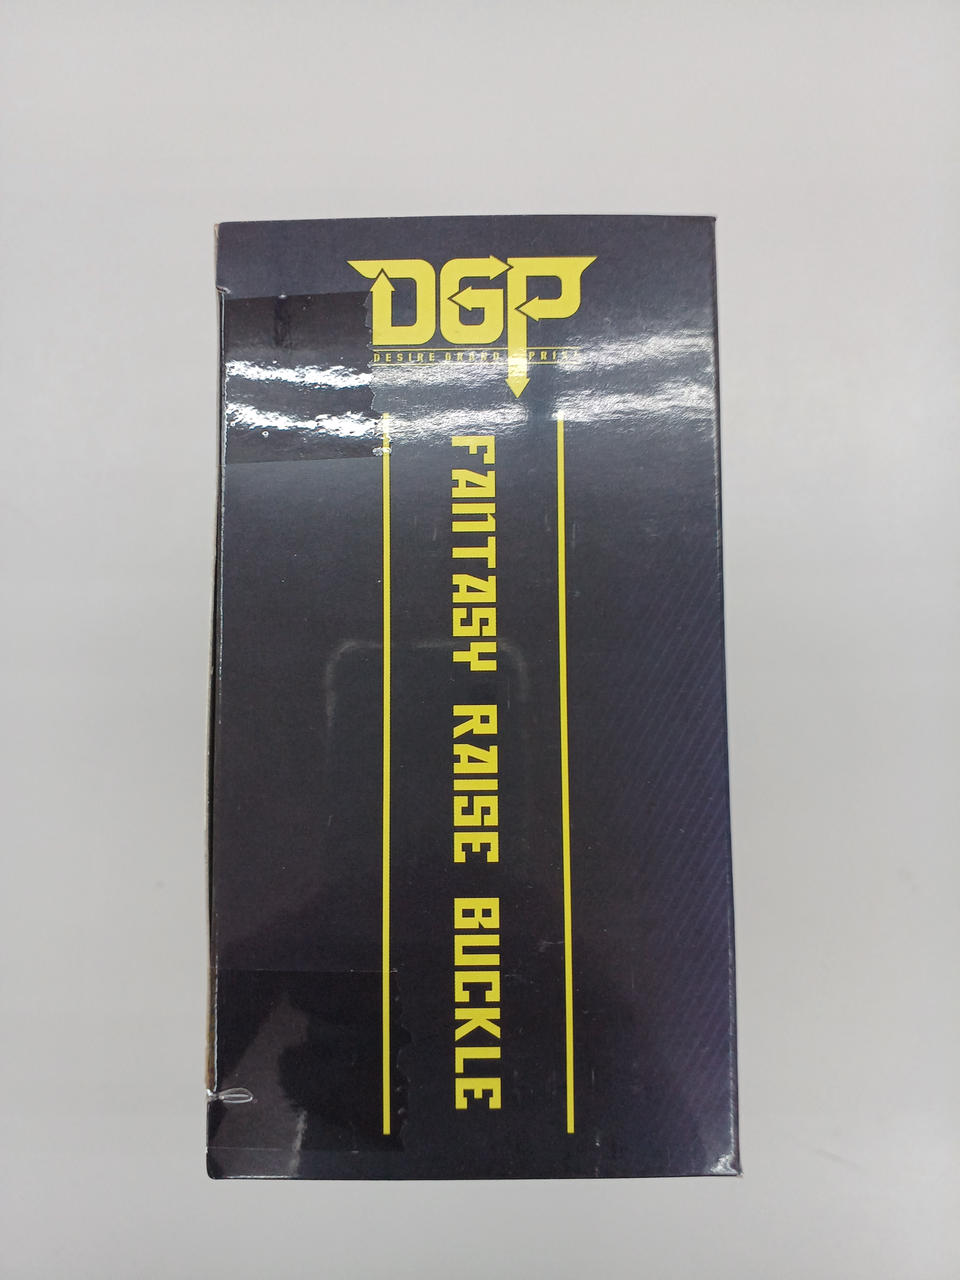 DGP
DESIRE GRAND PRIX
FANTASY RAISE BUCKLE